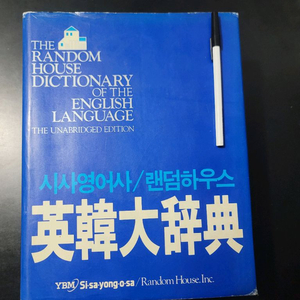 THE
RANDOM
HOUSE
DICTIONARY
OF THE
ENGLISH
LANGUAGE
THE UNABRIDGED EDITION
시사영어사/랜덤하우스
英韓大辞典
YBM/Si-sa-yong-o-sa/Random House, Inc.